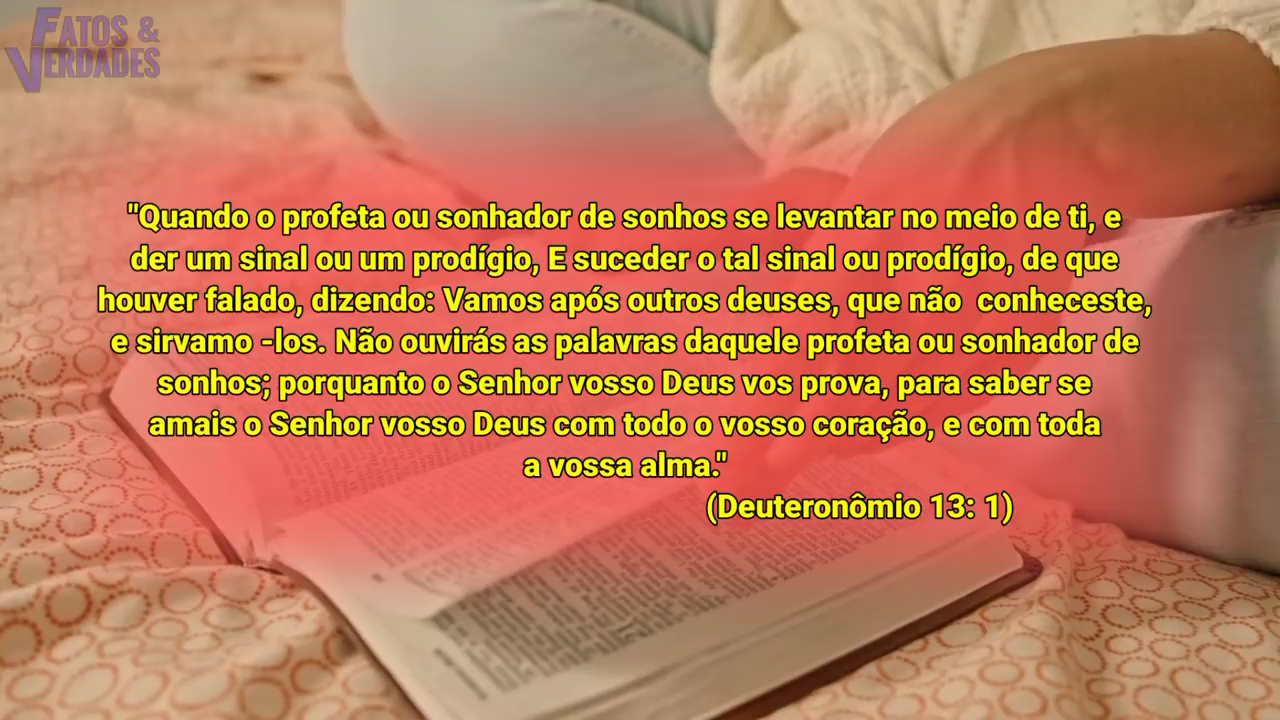 FATOS &
VERDADES
"Quando o profeta ou sonhador de sonhos se levantar no meio de ti, e
der um sinal ou um prodígio, E suceder o tal sinal ou prodígio, de que
houver falado, dizendo: Vamos após outros deuses, que não  conheceste,
e sirvamo -los. Não ouvirás as palavras daquele profeta ou sonhador de
sonhos; porquanto o Senhor vosso Deus vos prova, para saber se
amais o Senhor vosso Deus com todo o vosso coração, e com toda
a vossa alma."
(Deuteronômio 13: 1)